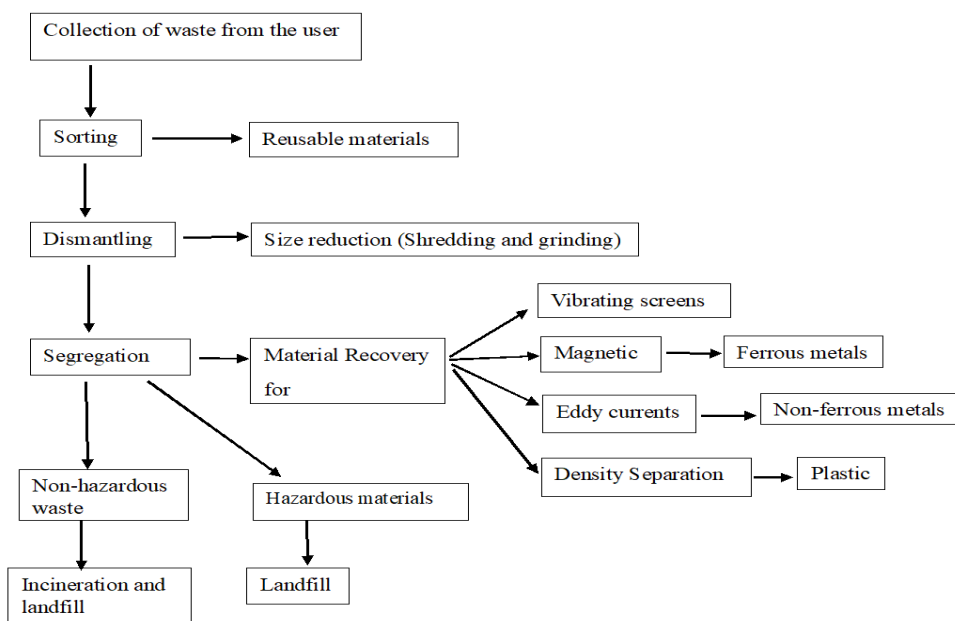 Collection of waste from the user
Sorting
Reusable materials
Dismantling
Size reduction (Shredding and grinding)
Vibrating screens
Segregation
Material Recovery
for
Magnetic
Ferrous metals
Eddy currents
Non-ferrous metals
Density Separation
Plastic
Non-hazardous
waste
Hazardous materials
Incineration and
landfill
Landfill